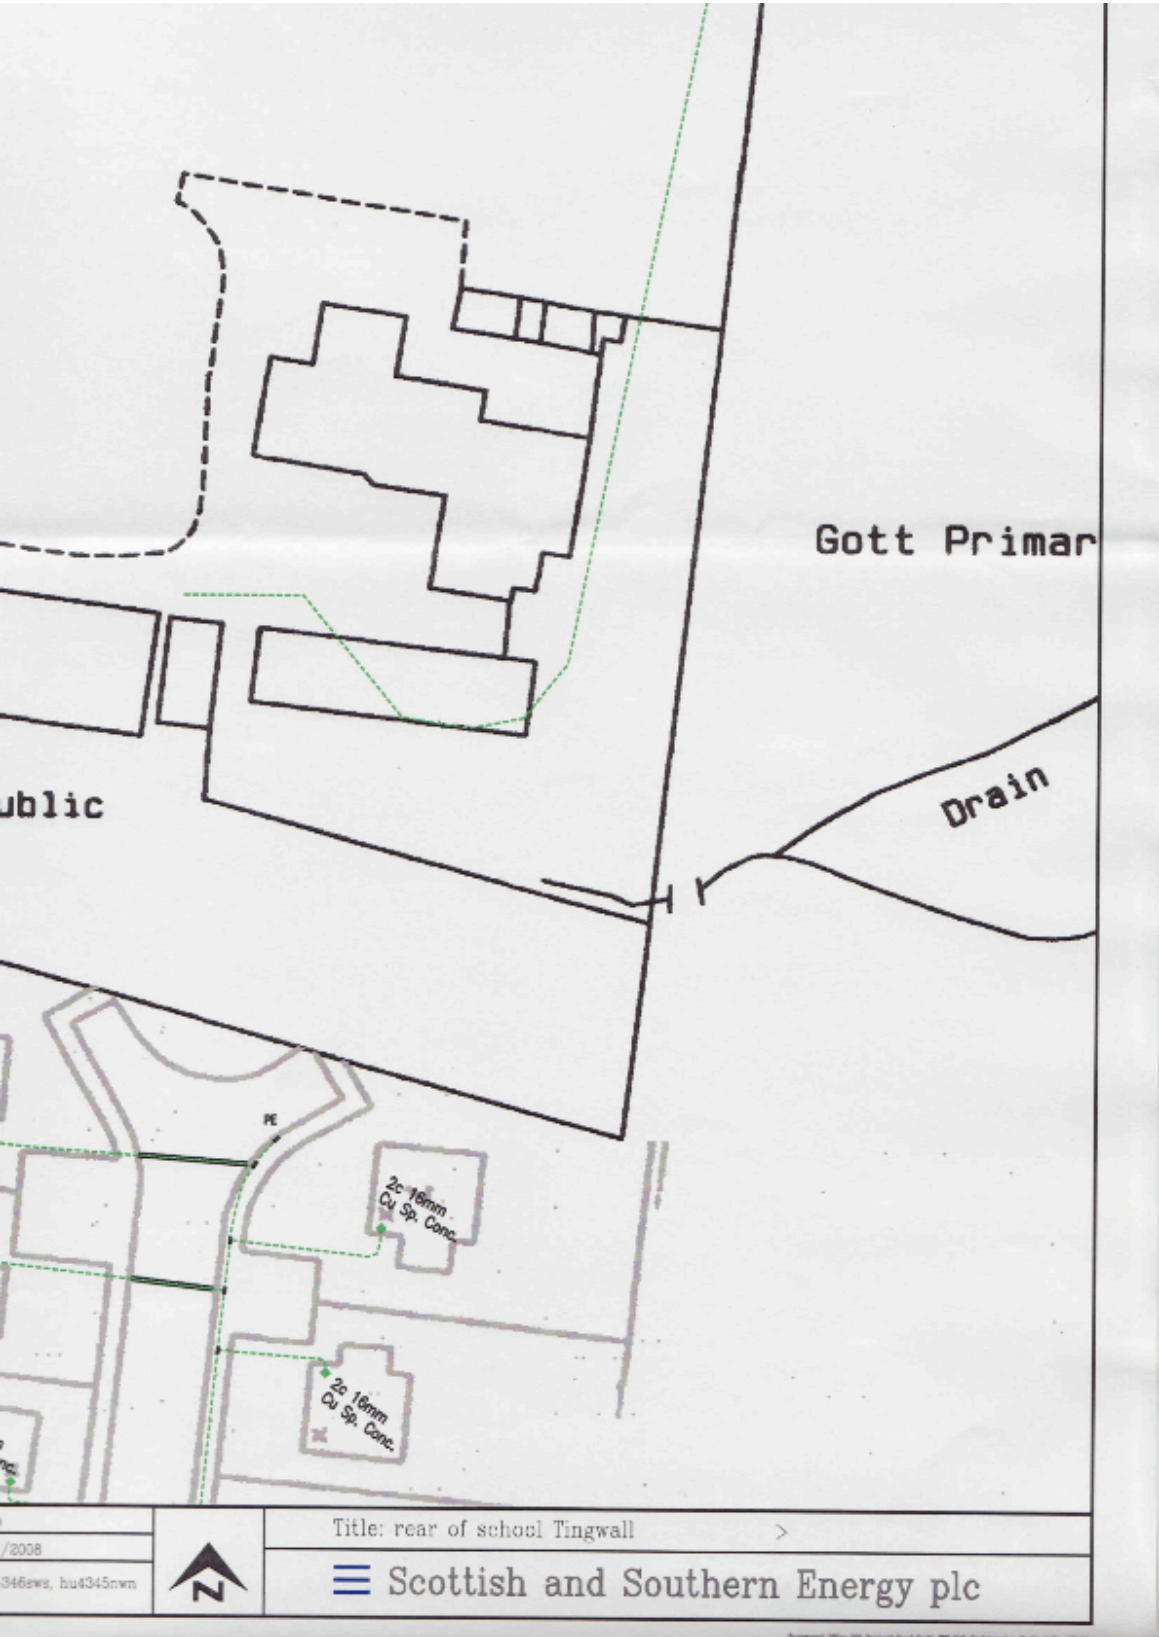 Gott Primar
Drain
ublic
PE
2c 16mm
Cu Sp. Conc.
2c 16mm
Cu Sp. Conc.
nc.
/2008
346sws, hu4345nwn
N
Title: rear of school Tingwall >
Scottish and Southern Energy plc